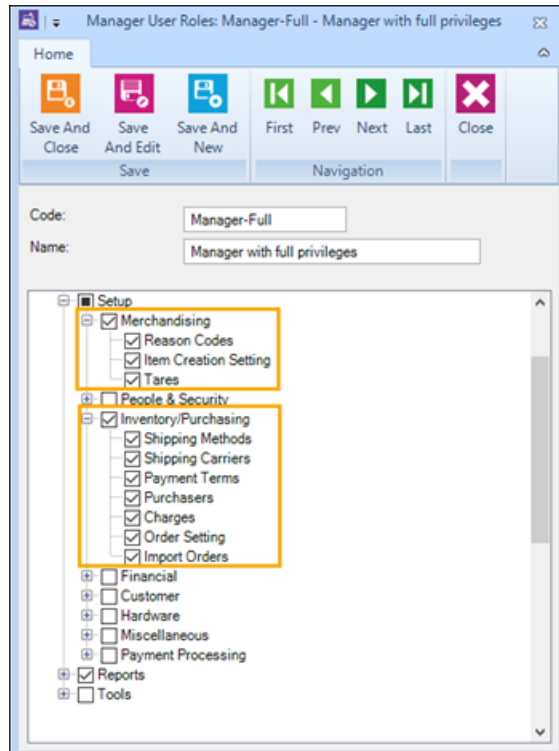 Manager User Roles: Manager-Full - Manager with full privileges
Home
Save And Close
Save And Edit
Save And New
First
Prev
Next
Last
Close
Save
Navigation
Code:
Manager-Full
Name:
Manager with full privileges
Setup
Merchandising
Reason Codes
Item Creation Setting
Tares
People & Security
Inventory/Purchasing
Shipping Methods
Shipping Carriers
Payment Terms
Purchasers
Charges
Order Setting
Import Orders
Financial
Customer
Hardware
Miscellaneous
Payment Processing
Reports
Tools